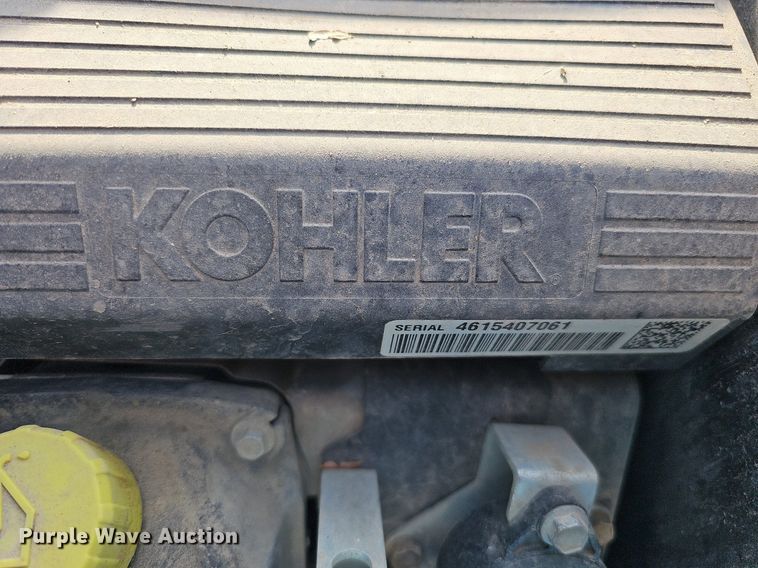 KOHLER
SERIAL 4615407061
Purple Wave Auction